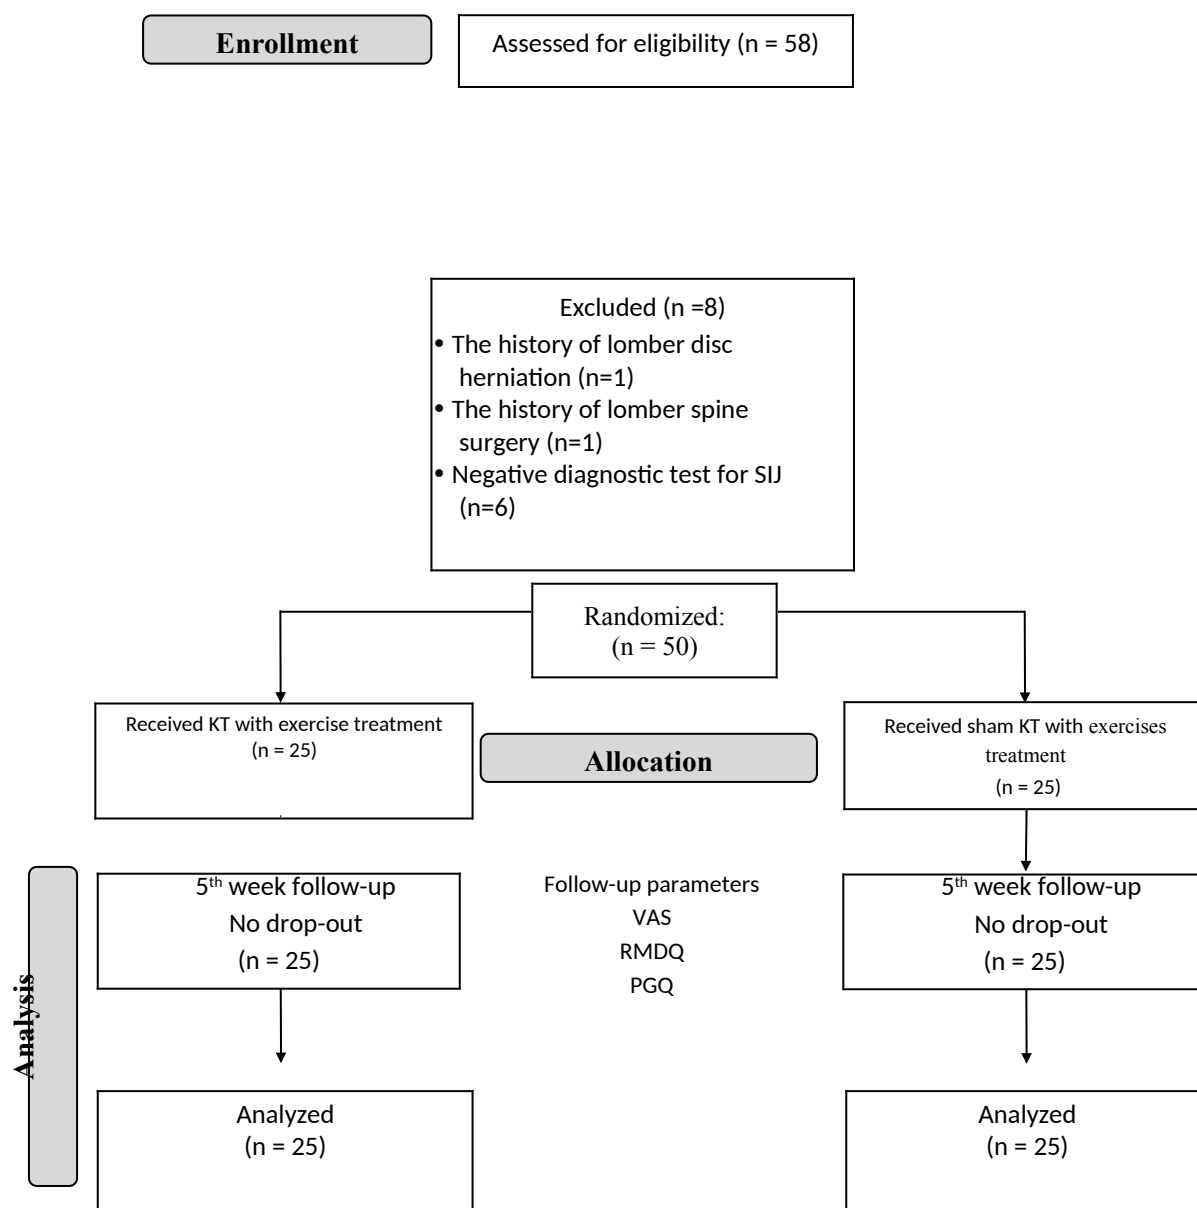 Enrollment
Assessed for eligibility (n = 58)
Excluded (n =8)
• The history of lomber disc
herniation (n=1)
• The history of lomber spine
surgery (n=1)
• Negative diagnostic test for SIJ
(n=6)
Randomized:
(n = 50)
Received KT with exercise treatment
(n = 25)
Allocation
Received sham KT with exercises
treatment
(n = 25)
Analysis
5th week follow-up
No drop-out
(n = 25)
Follow-up parameters
VAS
RMDQ
PGQ
5th week follow-up
No drop-out
(n = 25)
Analyzed
(n = 25)
Analyzed
(n = 25)